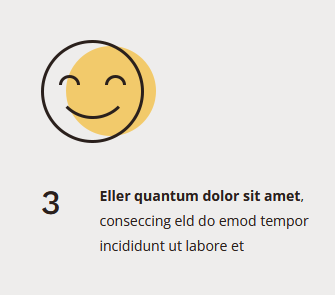 3
Eller quantum dolor sit amet,
conseccing eld do emod tempor
incididunt ut labore et